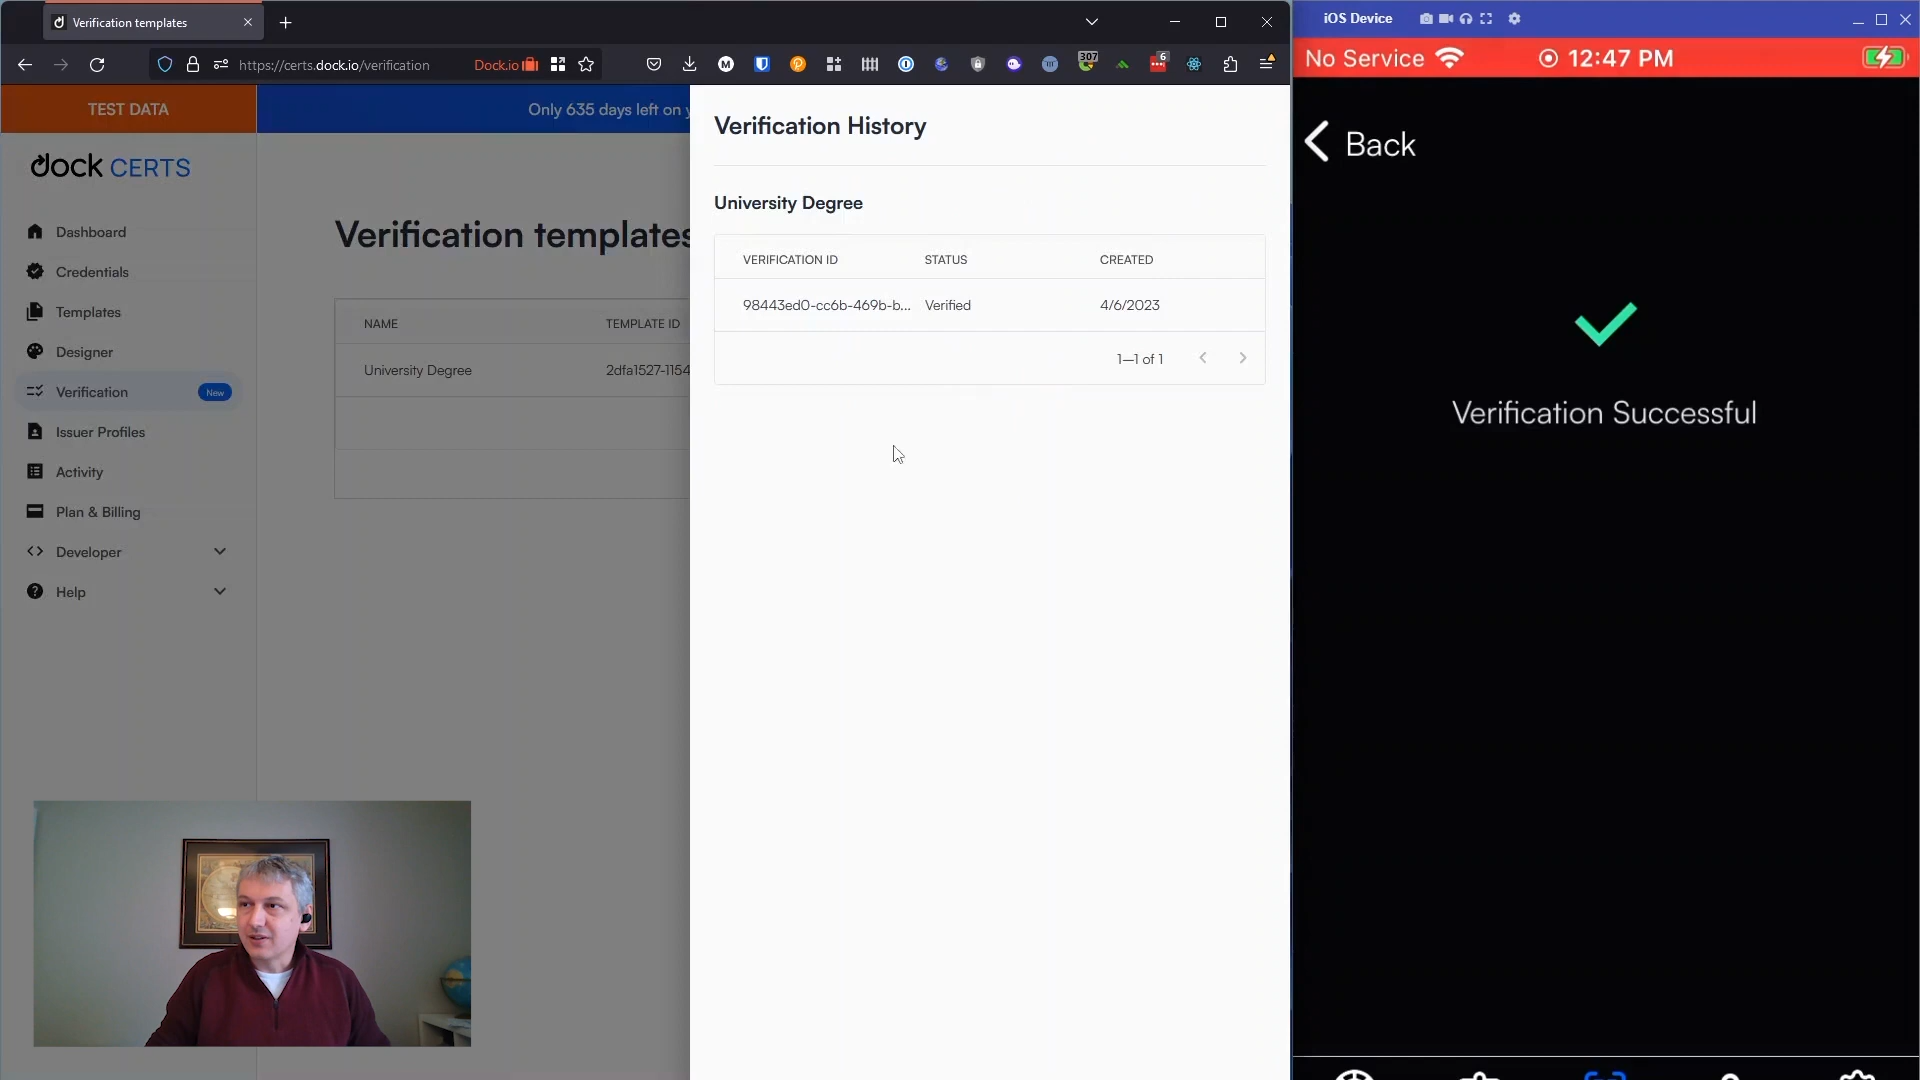 Verification templates
https://certs.dock.io/verification
Dock.io
307
6
M
TEST DATA
Only 635 days left on y
dock CERTS
Dashboard
Credentials
Templates
Designer
Verification
New
Issuer Profiles
Activity
Plan & Billing
Developer
Help
Verification templates
NAME
TEMPLATE ID
University Degree
2dfa1527-1154
Verification History
University Degree
VERIFICATION ID
STATUS
CREATED
98443ed0-cc6b-469b-b...
Verified
4/6/2023
1–1 of 1
iOS Device
No Service
12:47 PM
Back
Verification Successful